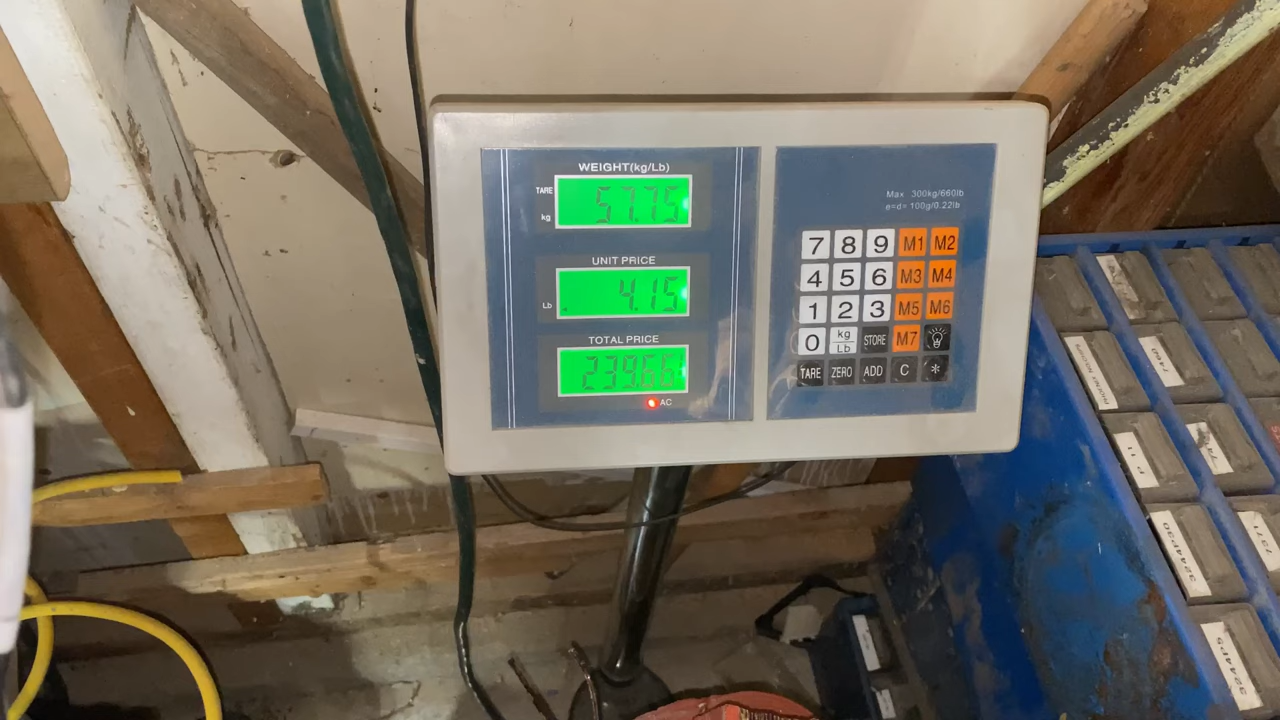 WEIGHT(kg/Lb)
TARE
kg
57.75
UNIT PRICE
Lb
4.15
TOTAL PRICE
239.66
AC
Max 300kg/660lb
e=d= 100g/0.22lb
7 8 9 M1 M2
4 5 6 M3 M4
1 2 3 M5 M6
0 kg Lb STORE M7
TARE ZERO ADD C *
3244P30
3244P9